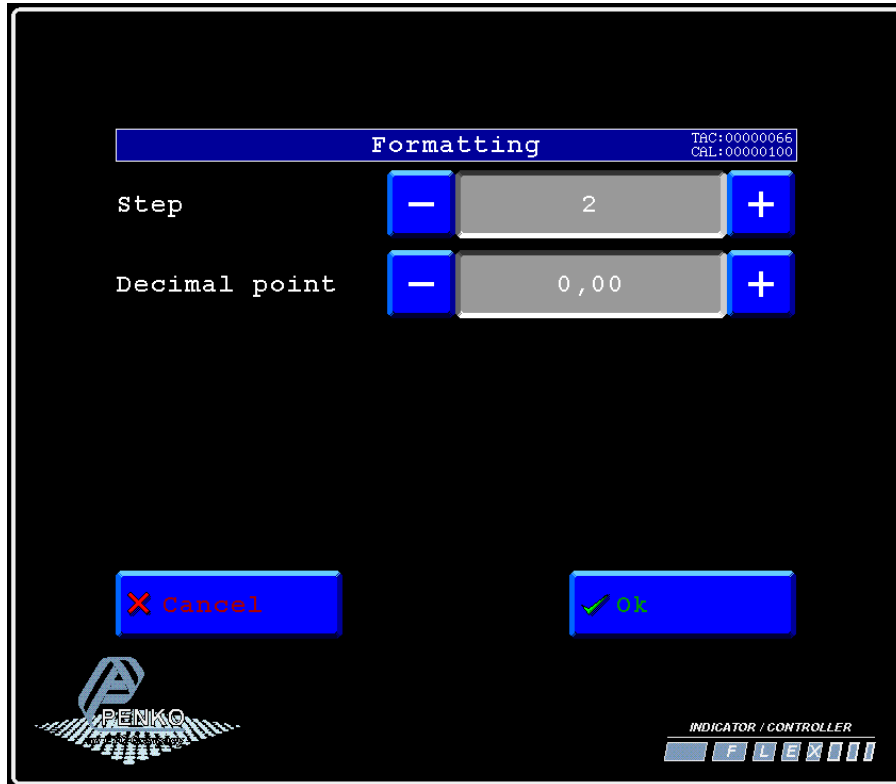 Formatting
TAC:00000066
CAL:00000100
Step
− 2 +
Decimal point
− 0,00 +
Cancel
Ok
PENKO
INDICATOR / CONTROLLER
FLEX